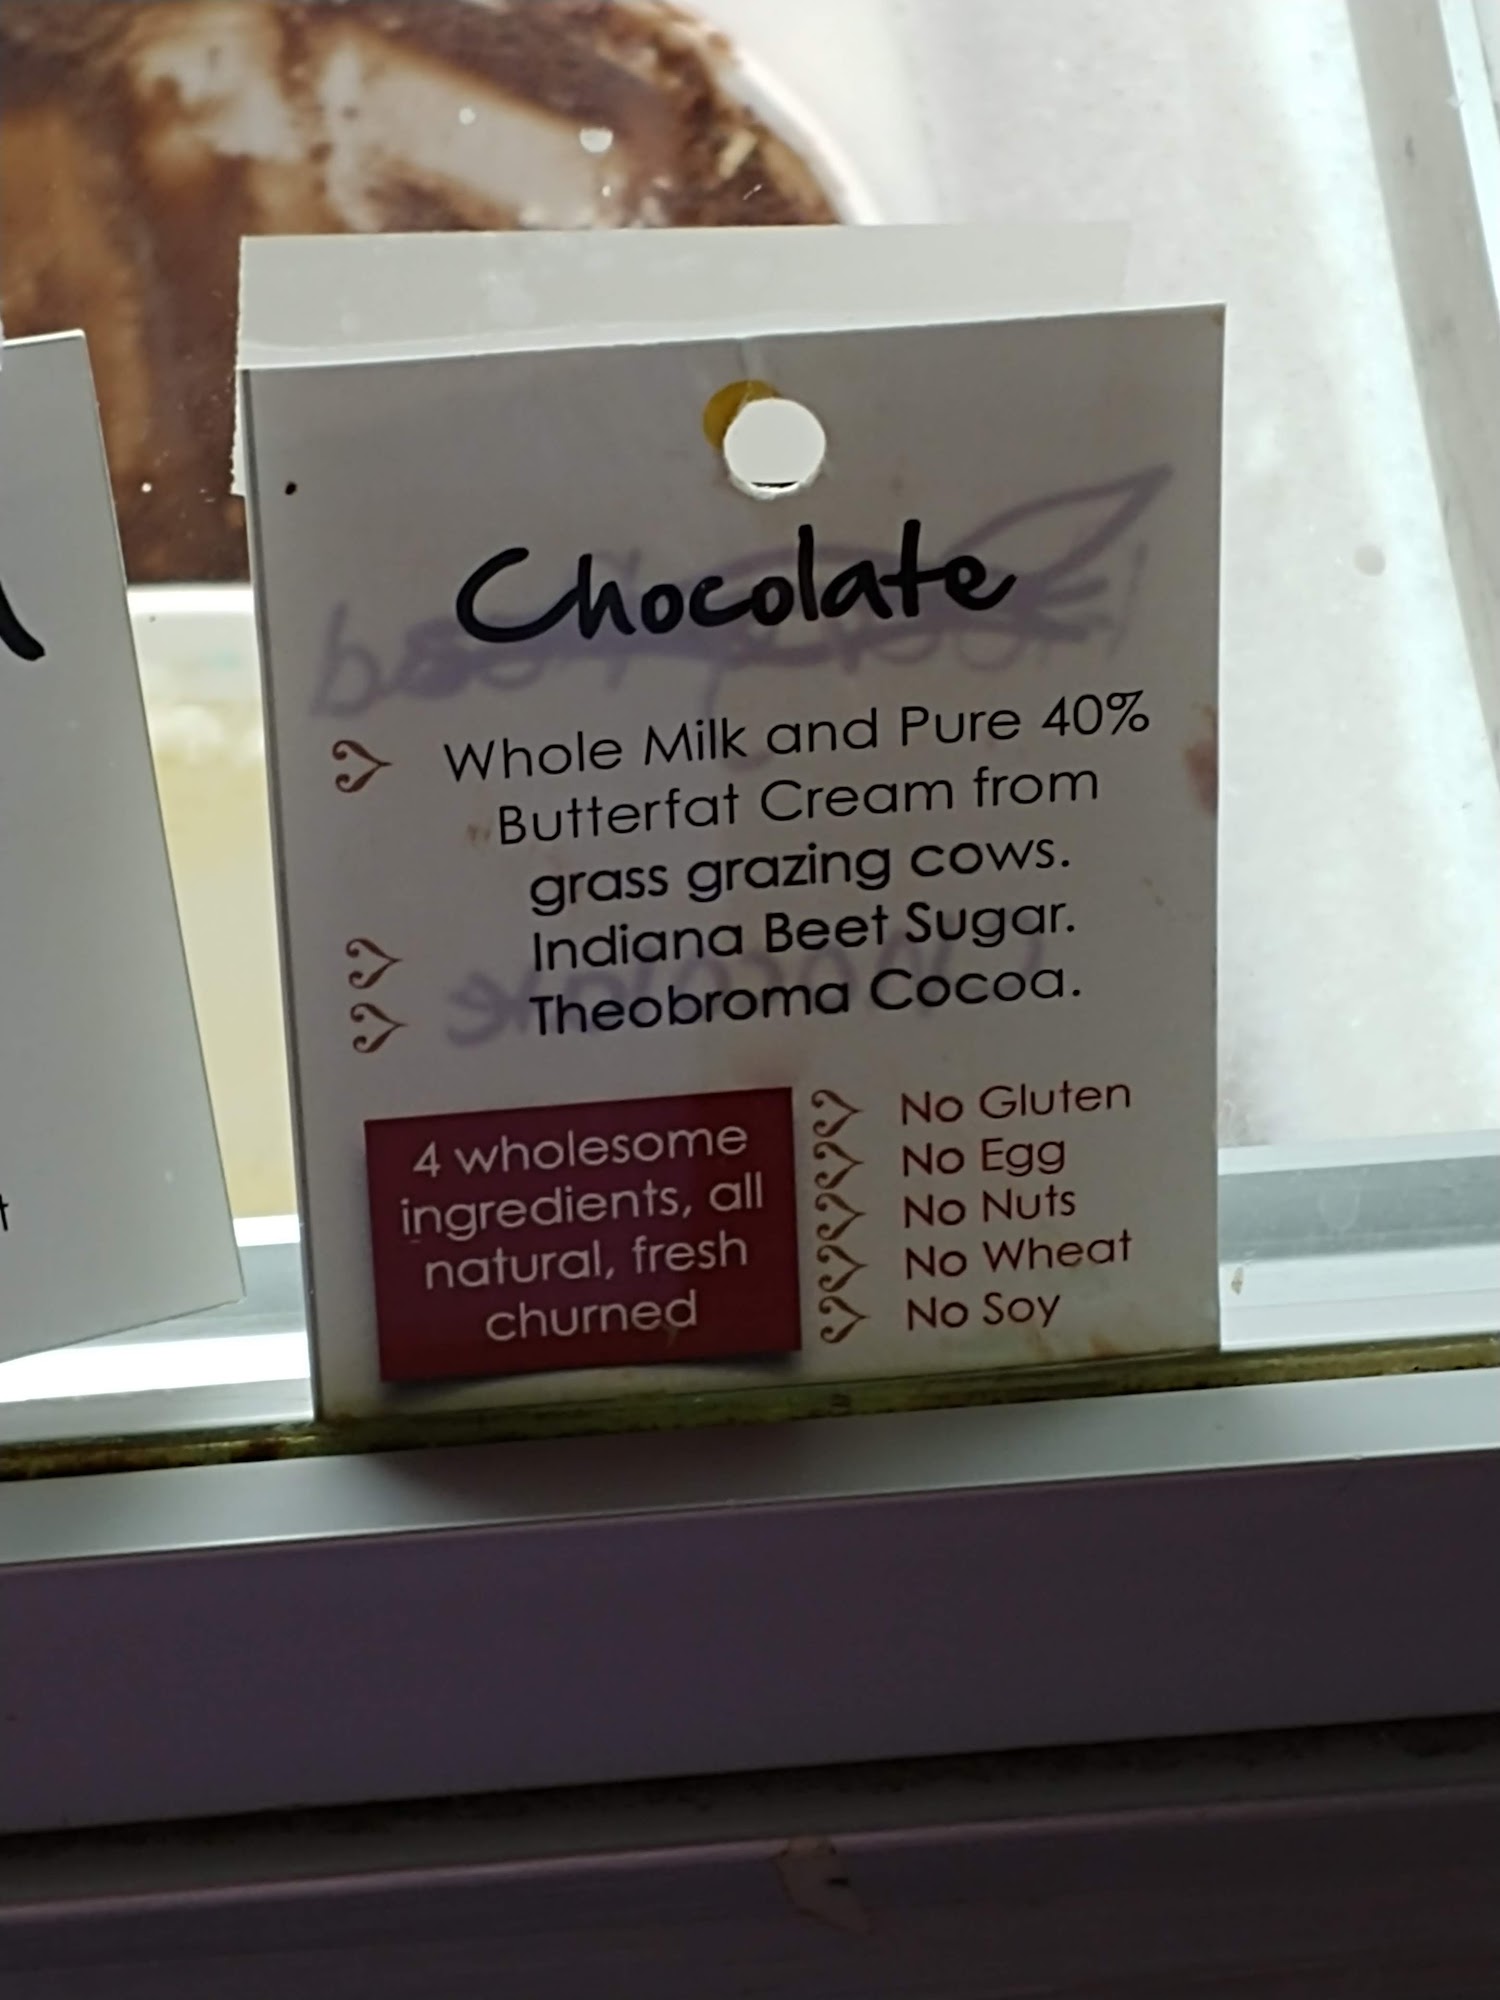 Chocolate
Whole Milk and Pure 40%
Butterfat Cream from
grass grazing cows.
Indiana Beet Sugar.
Theobroma Cocoa.
4 wholesome
ingredients, all
natural, fresh
churned
No Gluten
No Egg
No Nuts
No Wheat
No Soy